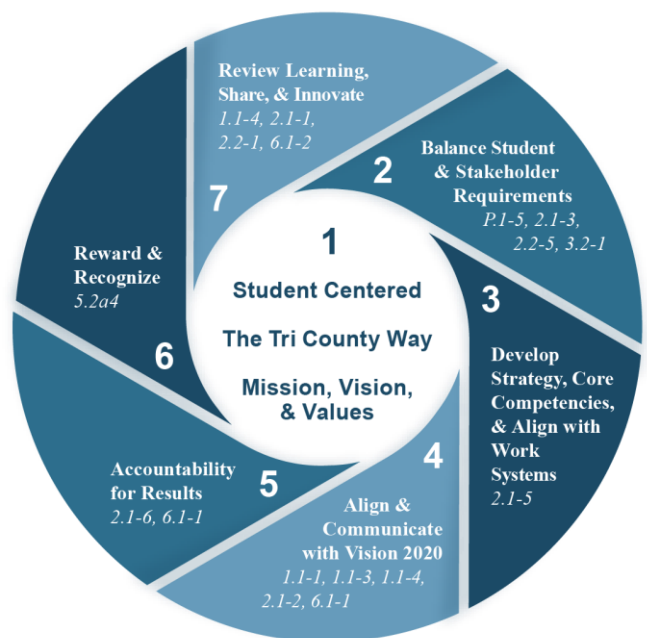 1
Student Centered
The Tri County Way
Mission, Vision,
& Values
2
Balance Student
& Stakeholder
Requirements
P.1-5, 2.1-3,
2.2-5, 3.2-1
3
Develop
Strategy, Core
Competencies,
& Align with
Work
Systems
2.1-5
4
Align &
Communicate
with Vision 2020
1.1-1, 1.1-3, 1.1-4,
2.1-2, 6.1-1
5
Accountability
for Results
2.1-6, 6.1-1
6
Reward &
Recognize
5.2a4
7
Review Learning,
Share, & Innovate
1.1-4, 2.1-1,
2.2-1, 6.1-2